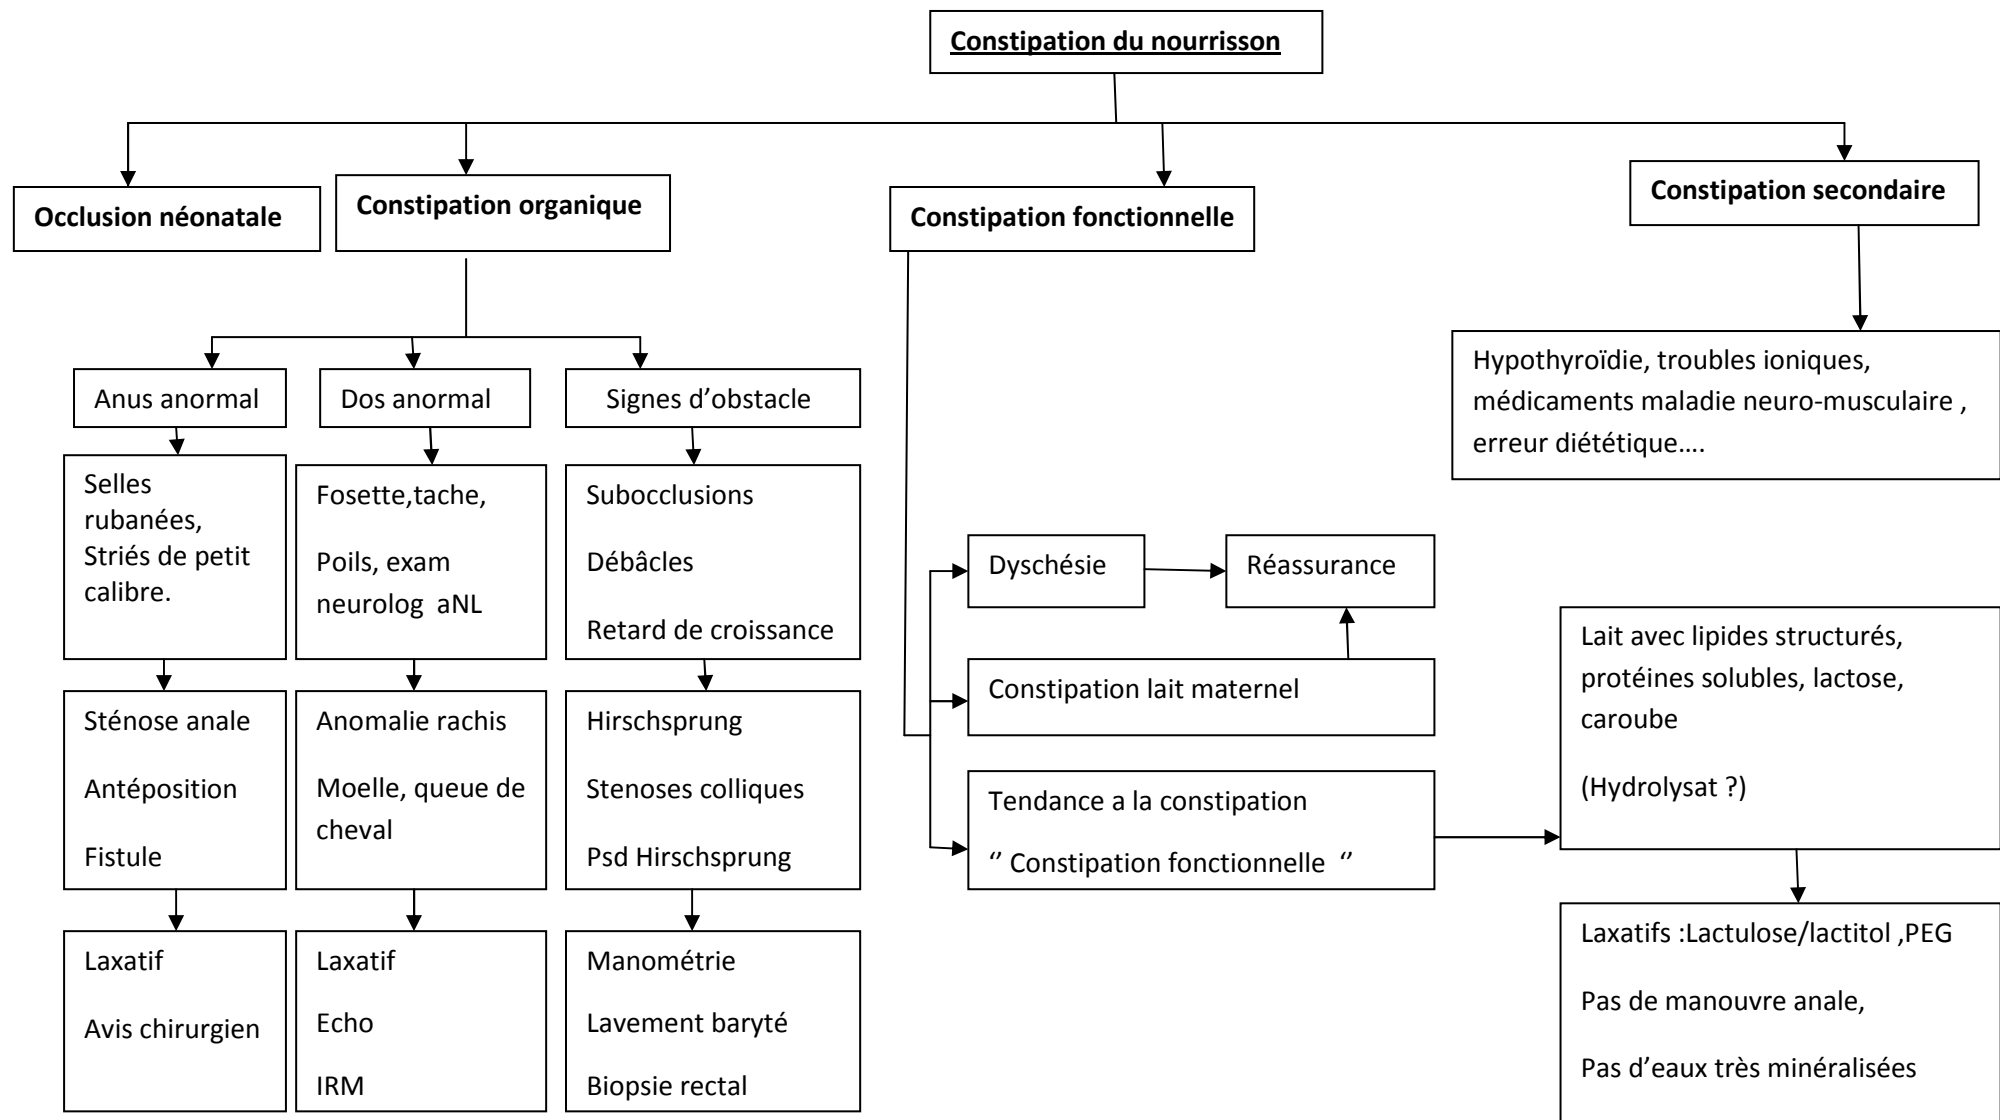 Constipation du nourrisson
Occlusion néonatale
Constipation organique
Constipation fonctionnelle
Constipation secondaire
Anus anormal
Selles
rubanées,
Striés de petit
calibre.
Sténose anale
Antéposition
Fistule
Laxatif
Avis chirurgien
Dos anormal
Fosette,tache,
Poils, exam
neurolog aNL
Anomalie rachis
Moelle, queue de
cheval
Laxatif
Echo
IRM
Signes d’obstacle
Subocclusions
Débâcles
Retard de croissance
Hirschsprung
Stenoses colliques
Psd Hirschsprung
Manométrie
Lavement baryté
Biopsie rectal
Dyschésie
Réassurance
Constipation lait maternel
Tendance a la constipation
‘’ Constipation fonctionnelle ‘’
Lait avec lipides structurés,
protéines solubles, lactose,
caroube
(Hydrolysat ?)
Laxatifs :Lactulose/lactitol ,PEG
Pas de manouvre anale,
Pas d’eaux très minéralisées
Hypothyroïdie, troubles ioniques,
médicaments maladie neuro-musculaire ,
erreur diététique….